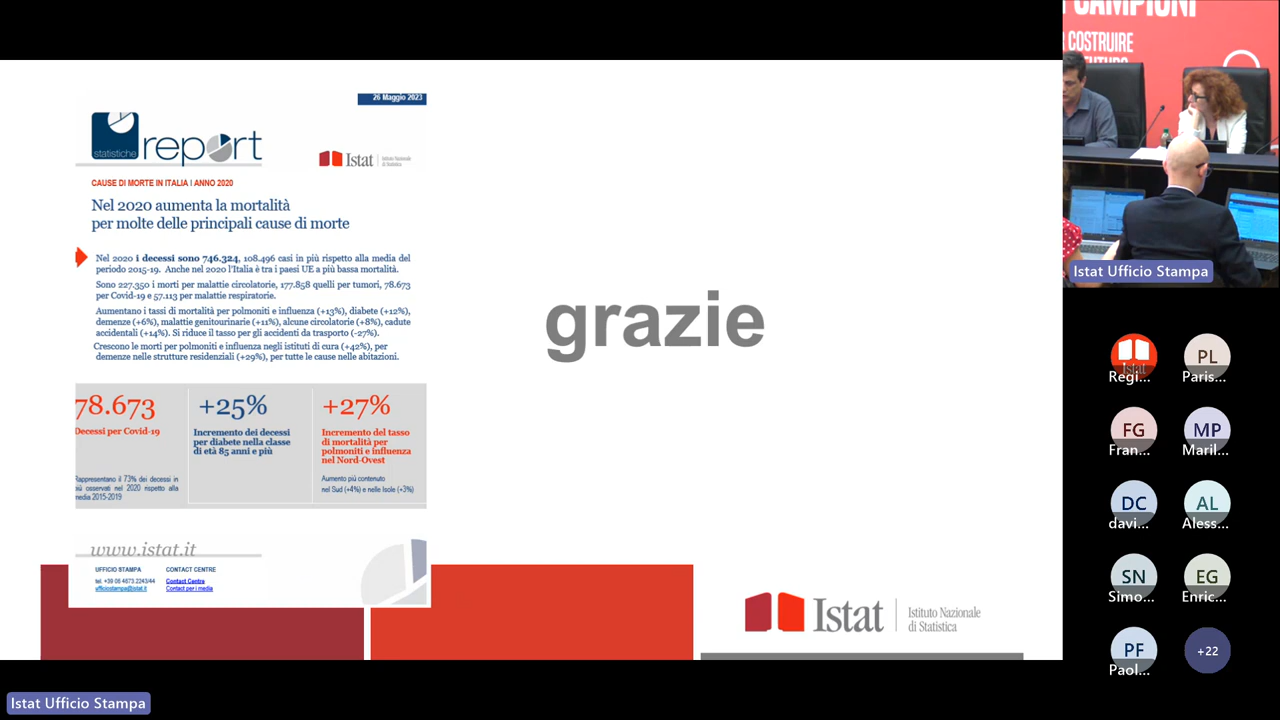 26 Maggio 2023
statistiche
report
Istat
Istituto Nazionale
di Statistica
CAUSE DI MORTE IN ITALIA I ANNO 2020
Nel 2020 aumenta la mortalità
per molte delle principali cause di morte
Nel 2020 i decessi sono 746.324, 108.496 casi in più rispetto alla media del
periodo 2015-19. Anche nel 2020 l'Italia è tra i paesi UE a più bassa mortalità.
Sono 227.350 i morti per malattie circolatorie, 177.858 quelli per tumori, 78.673
per Covid-19 e 57.113 per malattie respiratorie.
Aumentano i tassi di mortalità per polmoniti e influenza (+13%), diabete (+12%),
demenze (+6%), malattie genitourinarie (+11%), alcune circolatorie (+8%), cadute
accidentali (+14%). Si riduce il tasso per gli accidenti da trasporto (-27%).
Crescono le morti per polmoniti e influenza negli istituti di cura (+42%), per
demenze nelle strutture residenziali (+29%), per tutte le cause nelle abitazioni.
78.673
Decessi per Covid-19
Rappresentano il 73% dei decessi in
più osservati nel 2020 rispetto alla
media 2015-2019
+25%
Incremento dei decessi
per diabete nella classe
di età 85 anni e più
+27%
Incremento del tasso
di mortalità per
polmoniti e influenza
nel Nord-Ovest
Aumento più contenuto
nel Sud (+4%) e nelle Isole (+3%)
www.istat.it
UFFICIO STAMPA
tel. +39 06 4673.2243/44
ufficiostampa@istat.it
CONTACT CENTRE
Contact Centre
Contact per i media
grazie
Istat
Istituto Nazionale
di Statistica
Istat Ufficio Stampa
CAMPIONI
COSTRUIRE
Istat Ufficio Stampa
Istat
Regi...
PL
Paris...
FG
Fran...
MP
Maril...
DC
davi...
AL
Aless...
SN
Simo...
EG
Enric...
PF
Paol...
+22